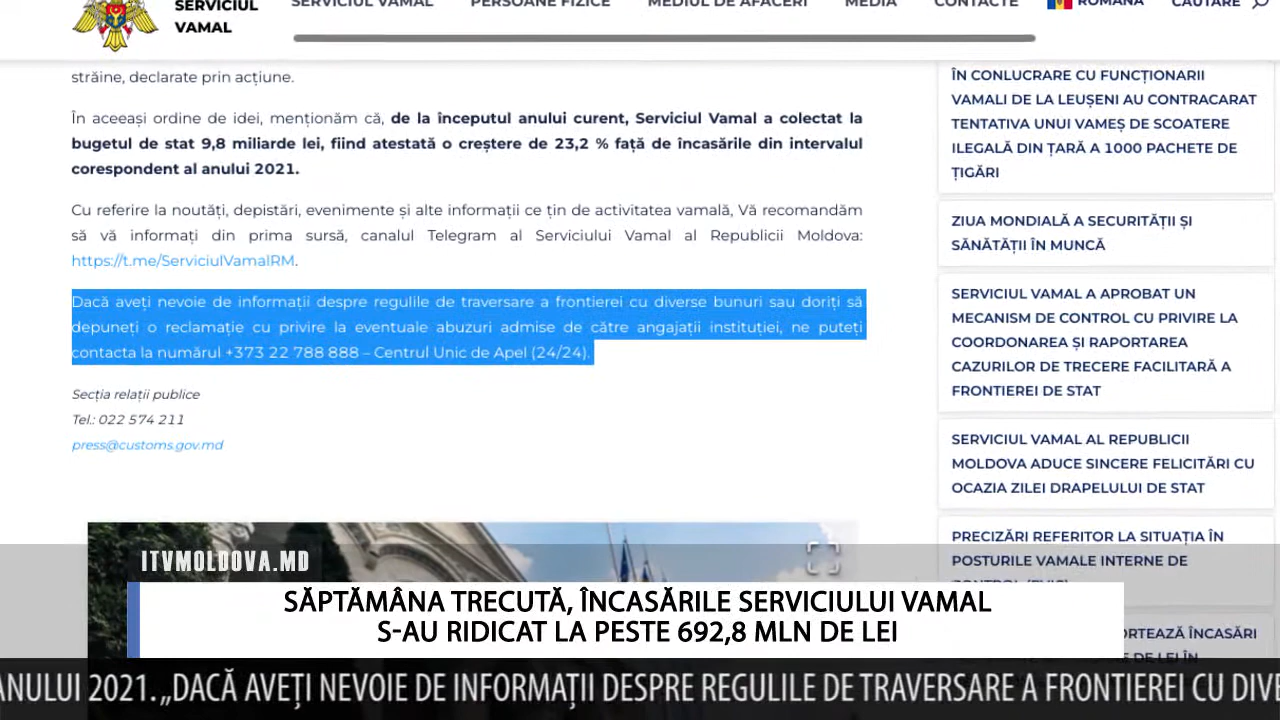 SERVICIUL
VAMAL
SERVICIUL VAMAL
PERSOANE FIZICE
MEDIUL DE AFACERI
MEDIA
CONTACTE
ROMÂNĂ
CĂUTARE
străine, declarate prin acțiune.
În aceeași ordine de idei, menționăm că, de la începutul anului curent, Serviciul Vamal a colectat la
bugetul de stat 9,8 miliarde lei, fiind atestată o creștere de 23,2 % față de încasările din intervalul
corespondent al anului 2021.
Cu referire la noutăți, depistări, evenimente și alte informații ce țin de activitatea vamală, Vă recomandăm
să vă informați din prima sursă, canalul Telegram al Serviciului Vamal al Republicii Moldova:
https://t.me/ServiciulVamalRM.
Dacă aveți nevoie de informații despre regulile de traversare a frontierei cu diverse bunuri sau doriți să
depuneți o reclamație cu privire la eventuale abuzuri admise de către angajații instituției, ne puteți
contacta la numărul +373 22 788 888 – Centrul Unic de Apel (24/24).
Secția relații publice
Tel.: 022 574 211
press@customs.gov.md
ÎN CONLUCRARE CU FUNCȚIONARII
VAMALI DE LA LEUȘENI AU CONTRACARAT
TENTATIVA UNUI VAMEȘ DE SCOATERE
ILEGALĂ DIN ȚARĂ A 1000 PACHETE DE
ȚIGĂRI
ZIUA MONDIALĂ A SECURITĂȚII ȘI
SĂNĂTĂȚII ÎN MUNCĂ
SERVICIUL VAMAL A APROBAT UN
MECANISM DE CONTROL CU PRIVIRE LA
COORDONAREA ȘI RAPORTAREA
CAZURILOR DE TRECERE FACILITARĂ A
FRONTIEREI DE STAT
SERVICIUL VAMAL AL REPUBLICII
MOLDOVA ADUCE SINCERE FELICITĂRI CU
OCAZIA ZILEI DRAPELULUI DE STAT
PRECIZĂRI REFERITOR LA SITUAȚIA ÎN
POSTURILE VAMALE INTERNE DE
ORTEAZĂ ÎNCASĂRI
DE LEI ÎN
ITVMOLDOVA.MD
SĂPTĂMÂNA TRECUTĂ, ÎNCASĂRILE SERVICIULUI VAMAL
S-AU RIDICAT LA PESTE 692,8 MLN DE LEI
ANULUI 2021. „DACĂ AVEȚI NEVOIE DE INFORMAȚII DESPRE REGULILE DE TRAVERSARE A FRONTIEREI CU DIVE